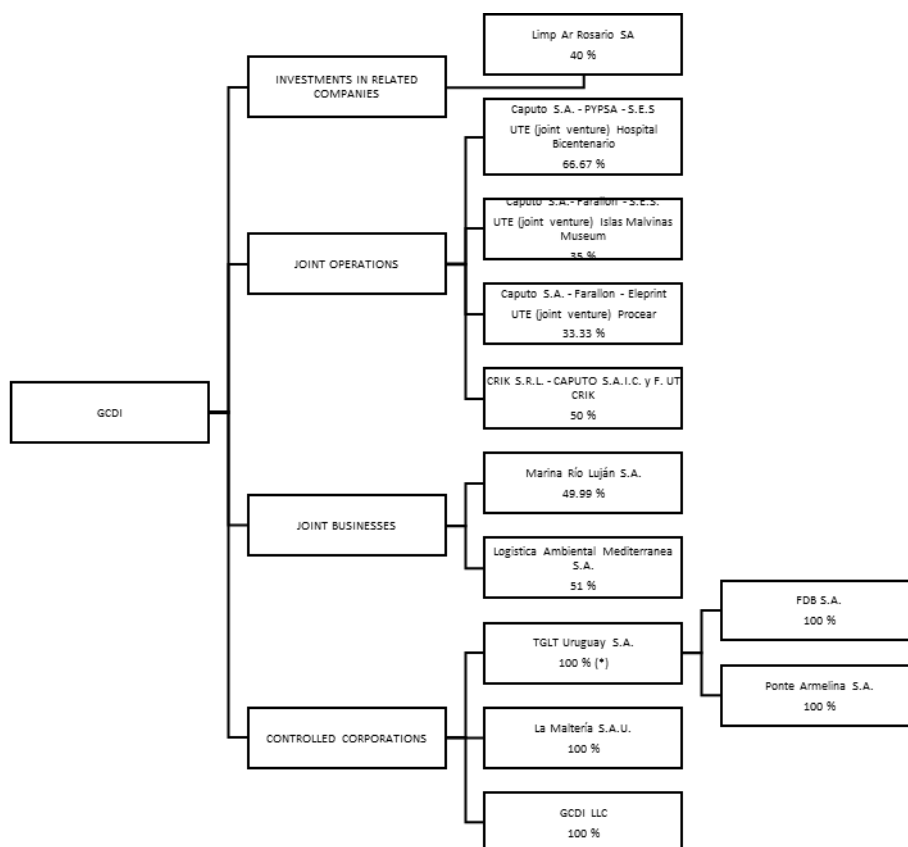 Limp Ar Rosario SA
40 %
INVESTMENTS IN RELATED
COMPANIES
Caputo S.A. - PYPSA - S.E.S
UTE (joint venture) Hospital
Bicentenario
66.67 %
Caputo S.A.- Farallon - S.E.S.
UTE (joint venture) Islas Malvinas
Museum
35 %
JOINT OPERATIONS
Caputo S.A. - Farallon - Eleprint
UTE (joint venture) Procear
33.33 %
CRIK S.R.L. - CAPUTO S.A.I.C. y F. UT
CRIK
50 %
GCDI
Marina Río Luján S.A.
49.99 %
JOINT BUSINESSES
Logistica Ambiental Mediterranea
S.A.
51 %
FDB S.A.
100 %
TGLT Uruguay S.A.
100 % (*)
Ponte Armelina S.A.
100 %
La Maltería S.A.U.
100 %
CONTROLLED CORPORATIONS
GCDI LLC
100 %